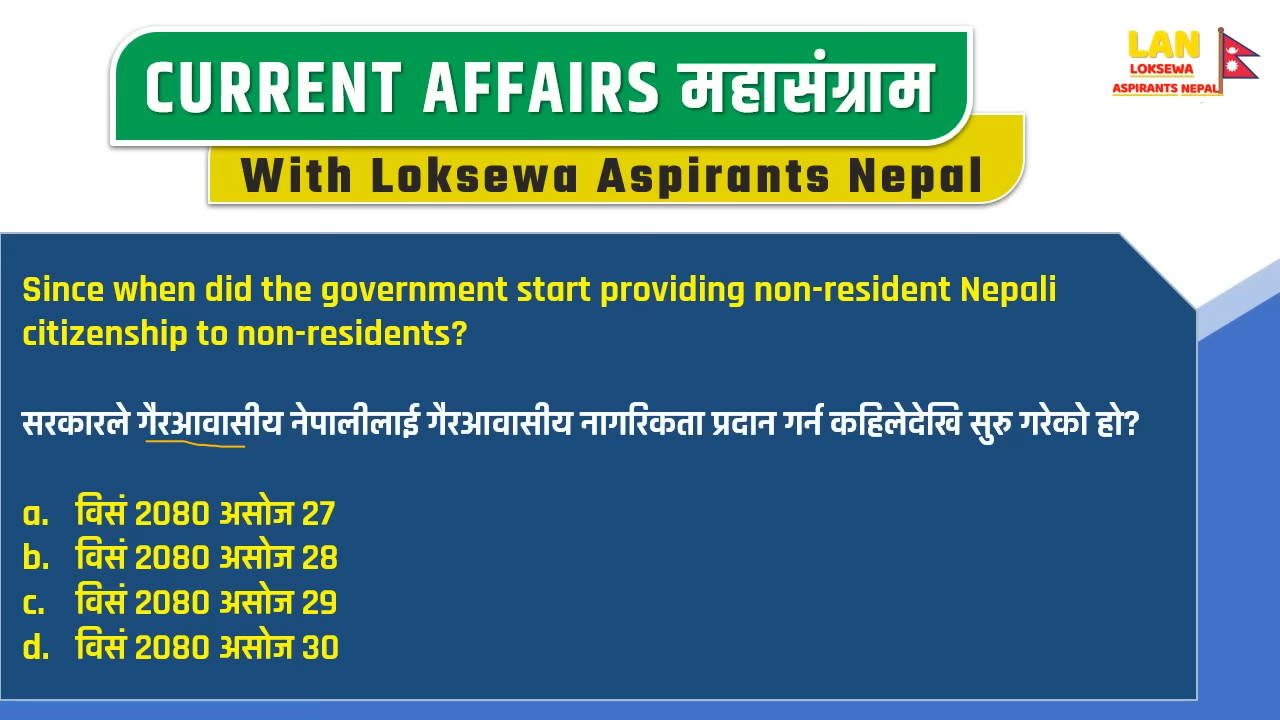 CURRENT AFFAIRS महासंग्राम
With Loksewa Aspirants Nepal
LAN
LOKSEWA
ASPIRANTS NEPAL
Since when did the government start providing non-resident Nepali
citizenship to non-residents?
सरकारले गैरआवासीय नेपालीलाई गैरआवासीय नागरिकता प्रदान गर्न कहिलेदेखि सुरु गरेको हो?
a. विसं 2080 असोज 27
b. विसं 2080 असोज 28
c. विसं 2080 असोज 29
d. विसं 2080 असोज 30